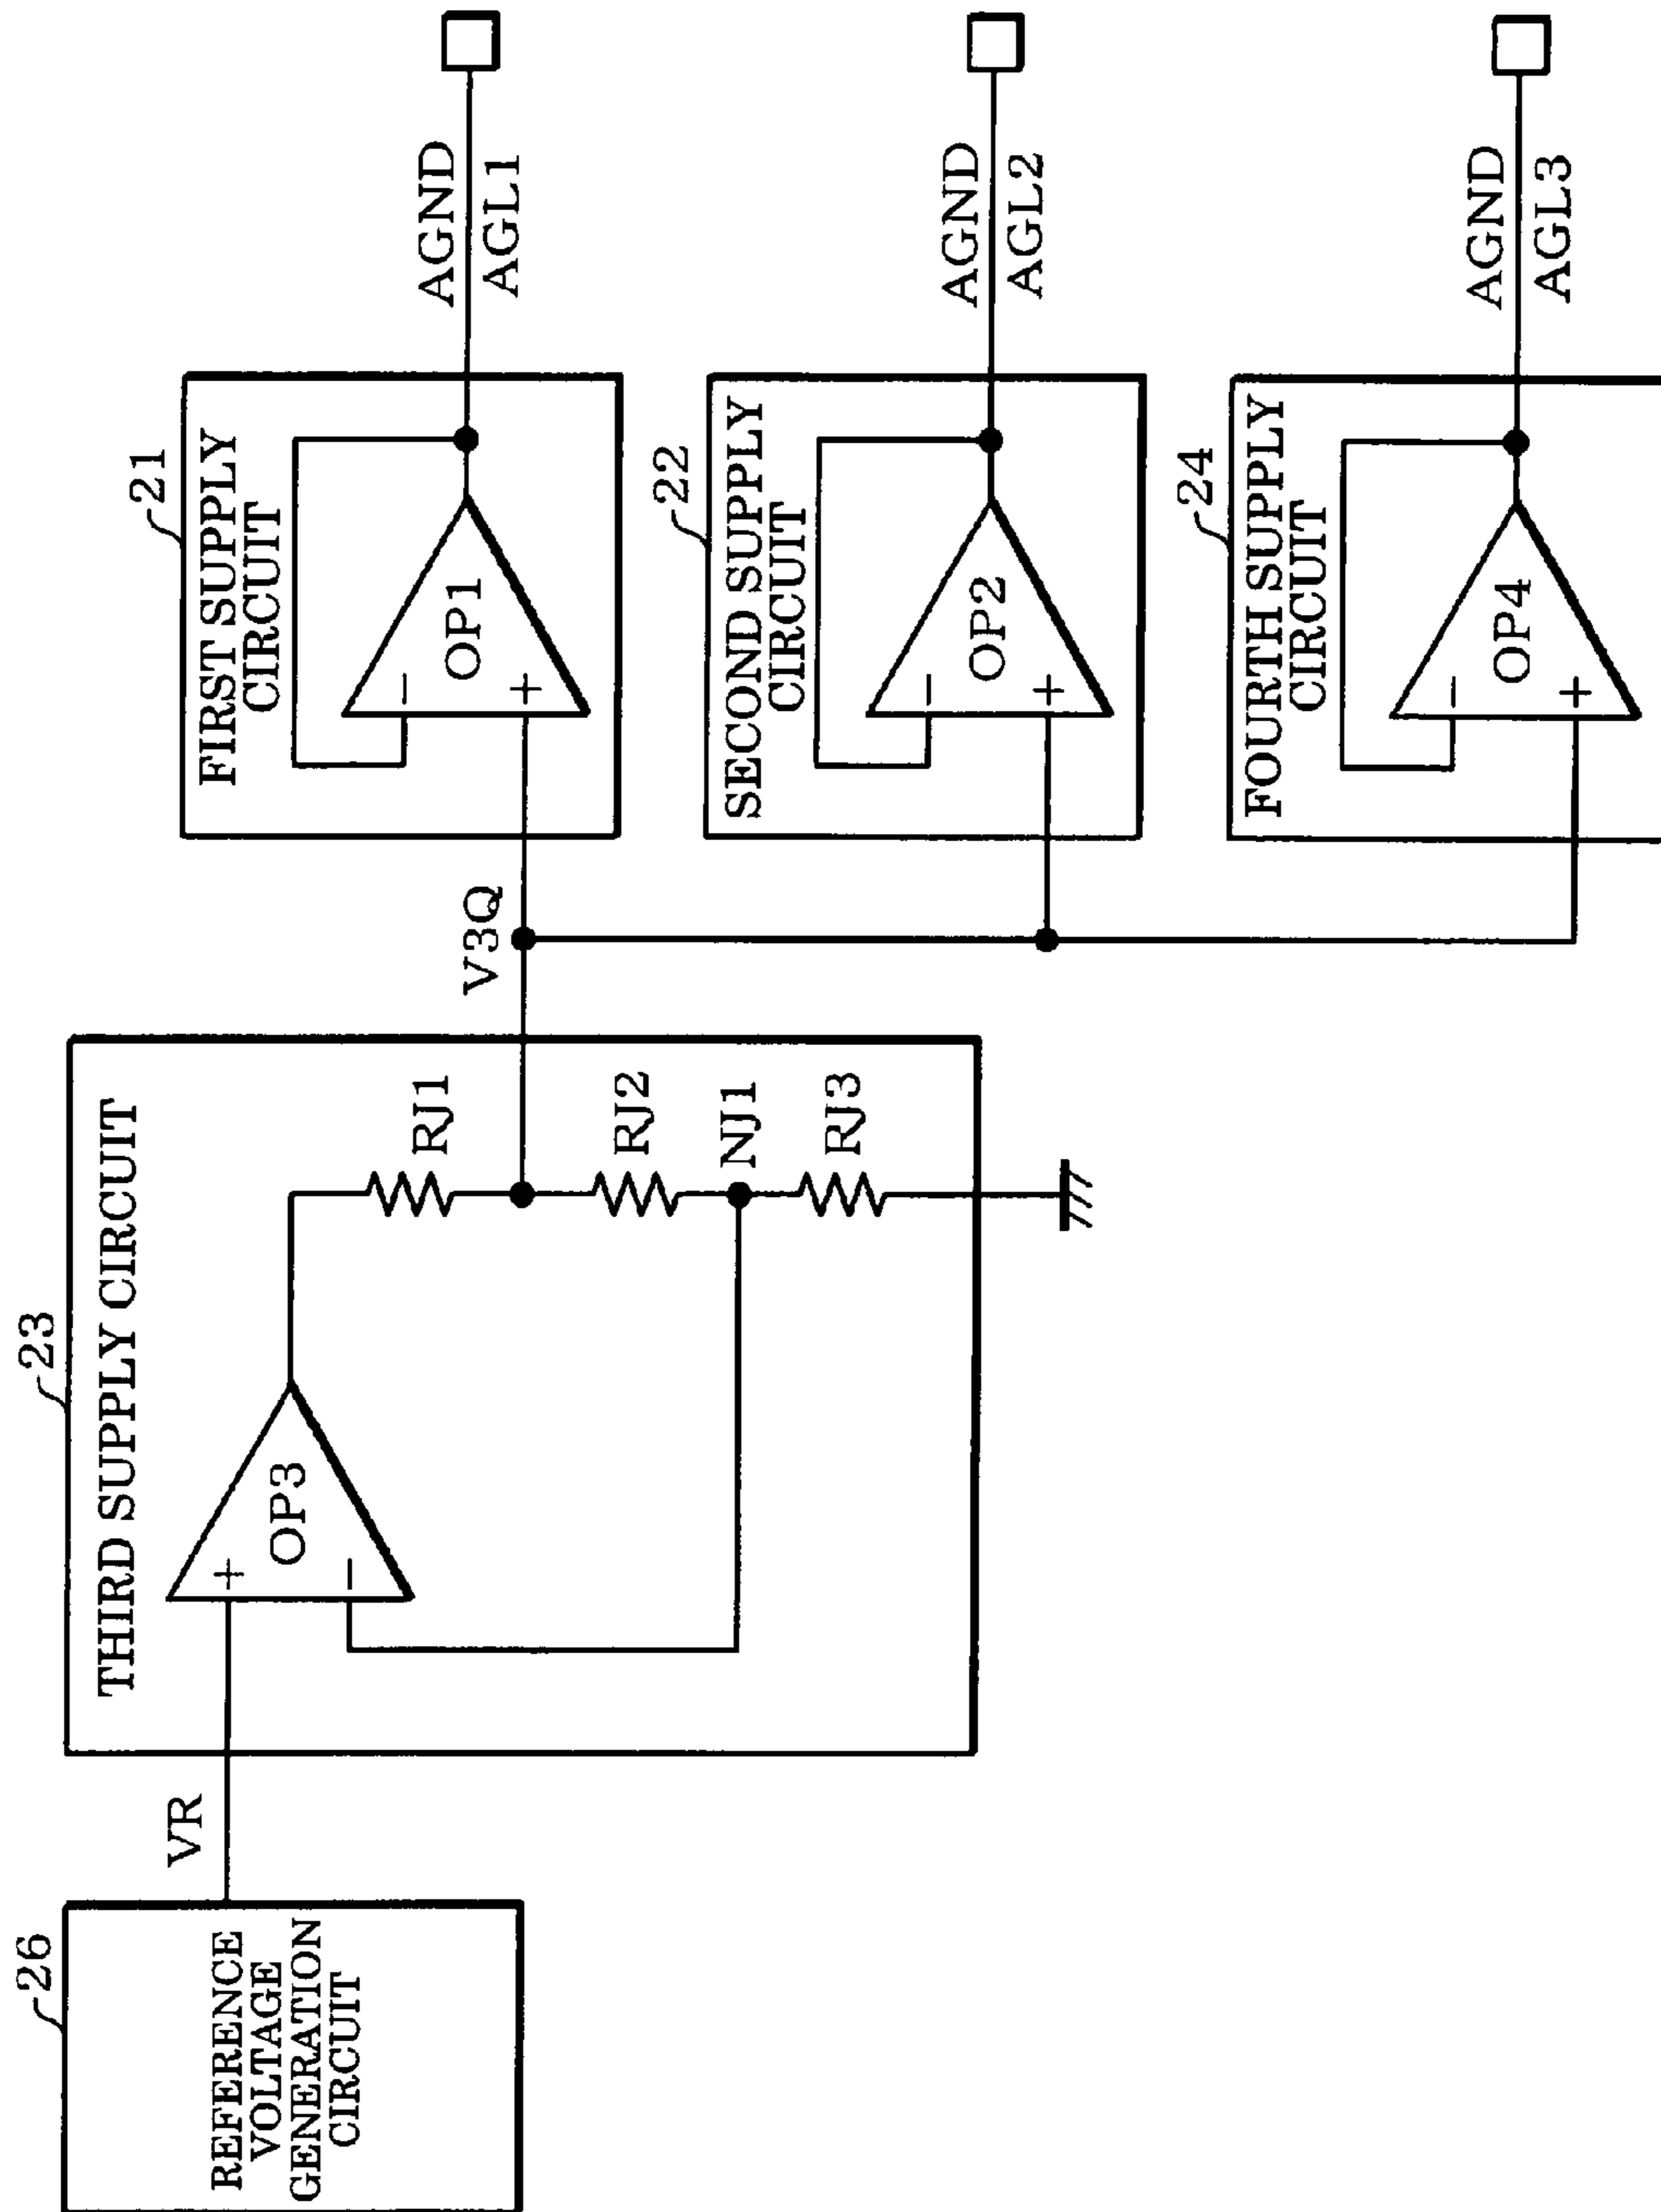 26
REFERENCE
VOLTAGE
GENERATION
CIRCUIT
VR
23
THIRD SUPPLY CIRCUIT
+
OP3
−
RJ1
RJ2
NJ1
RJ3
V3Q
21
FIRST SUPPLY
CIRCUIT
−
OP1
+
AGND
AGL1
22
SECOND SUPPLY
CIRCUIT
−
OP2
+
AGND
AGL2
24
FOURTH SUPPLY
CIRCUIT
−
OP4
+
AGND
AGL3